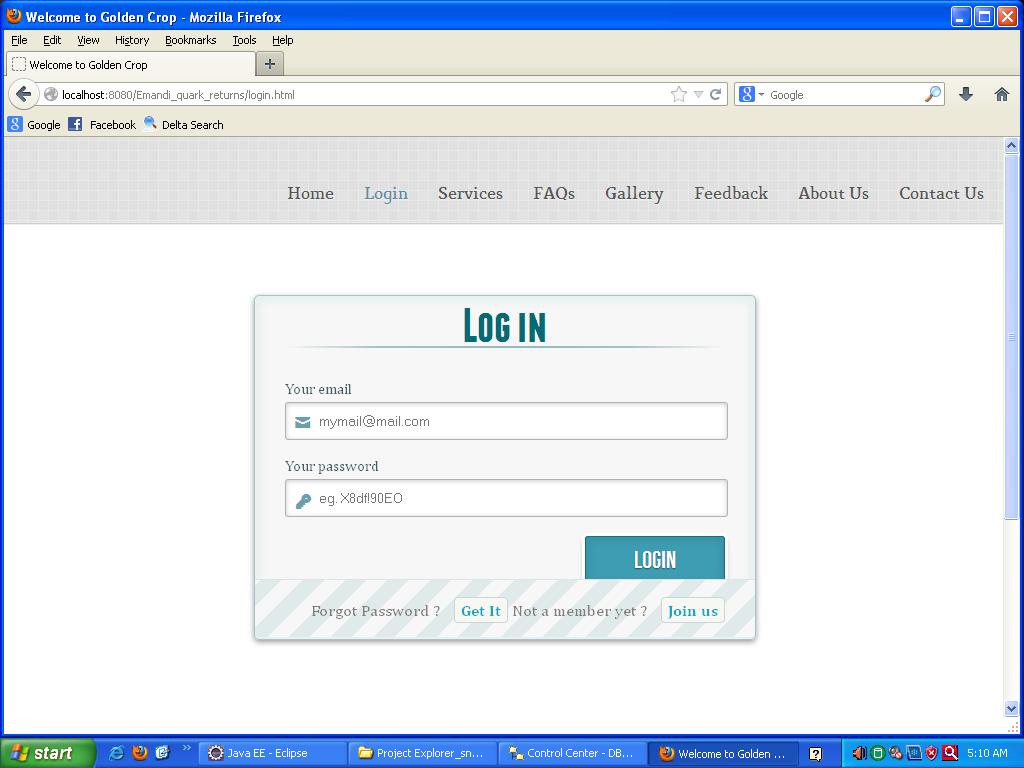 Welcome to Golden Crop - Mozilla Firefox
File Edit View History Bookmarks Tools Help
Welcome to Golden Crop
localhost:8080/Emandi_quark_returns/login.html
Google
Google Facebook Delta Search
Home Login Services FAQs Gallery Feedback About Us Contact Us
Log in
Your email
mymail@mail.com
Your password
eg. X8df!90EO
LOGIN
Forgot Password ? Get It Not a member yet ? Join us
start Java EE - Eclipse Project Explorer_sn... Control Center - DB... Welcome to Golden ... 5:10 AM